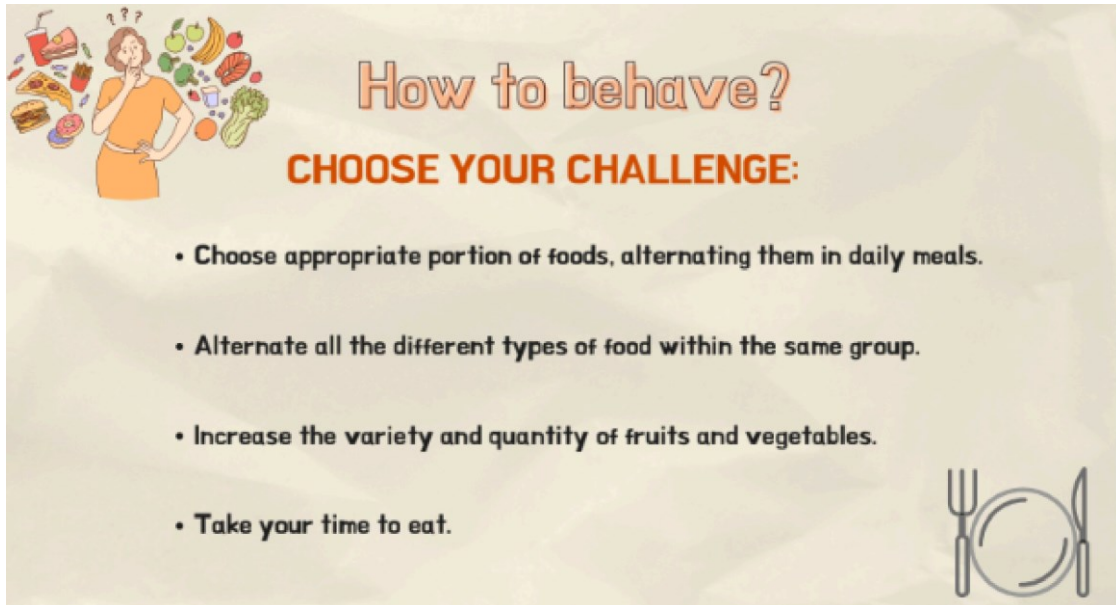 ? ? ?
How to behave?
CHOOSE YOUR CHALLENGE:
• Choose appropriate portion of foods, alternating them in daily meals.
• Alternate all the different types of food within the same group.
• Increase the variety and quantity of fruits and vegetables.
• Take your time to eat.